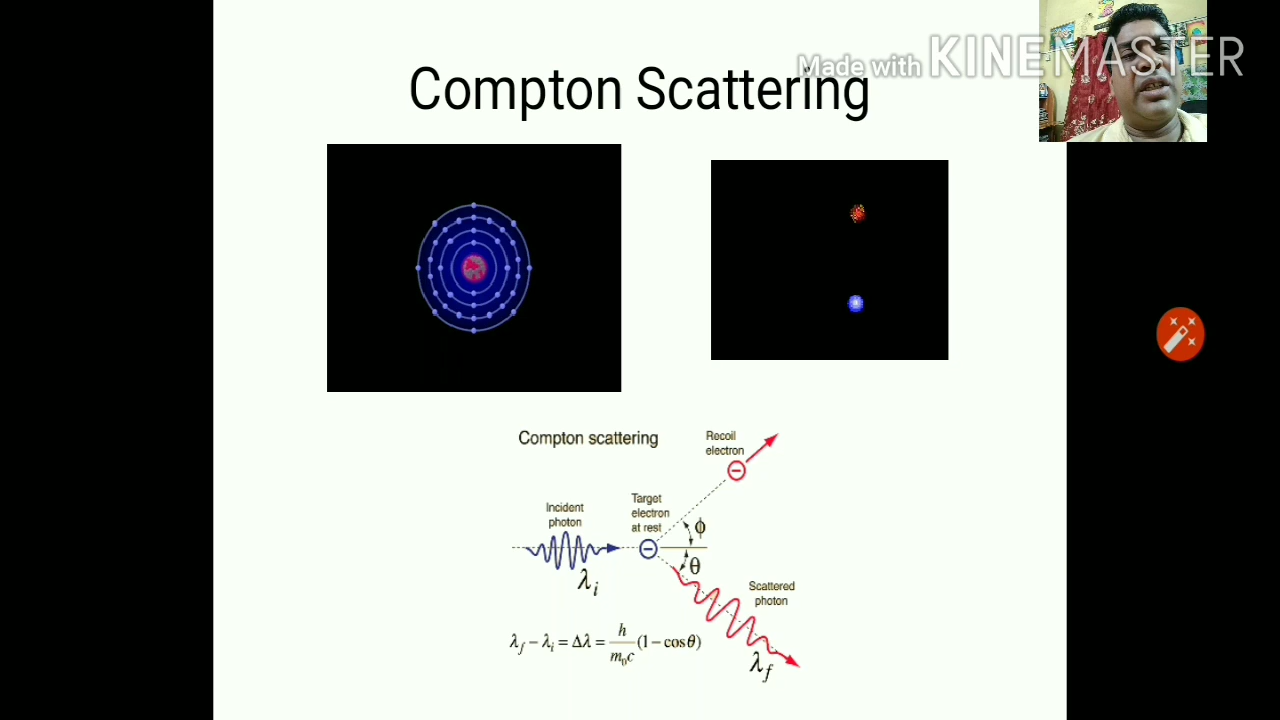 Made with KINEMASTER
Compton Scattering
Compton scattering
Recoil
electron
Target
electron
at rest
Incident
photon
ϕ
θ
λi
Scattered
photon
λf − λi = Δλ = h/m₀c (1 − cosθ)
λf